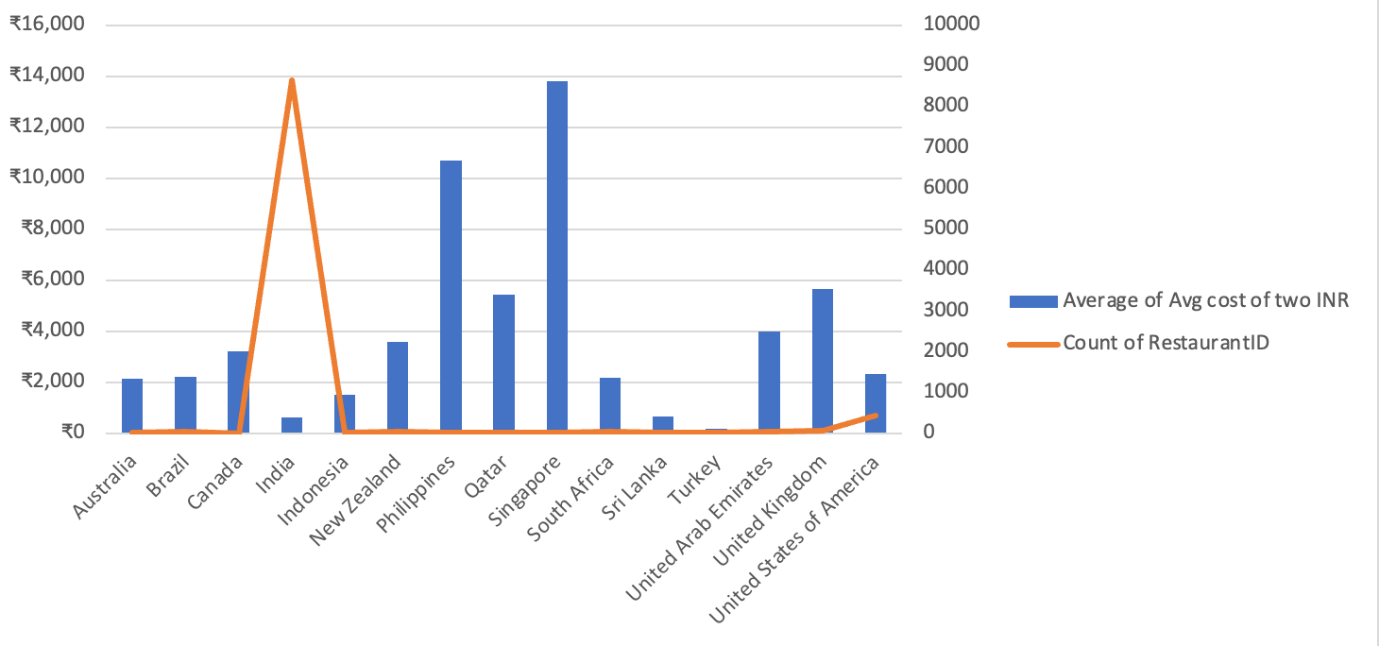 ₹16,000
₹14,000
₹12,000
₹10,000
₹8,000
₹6,000
₹4,000
₹2,000
₹0
10000
9000
8000
7000
6000
5000
4000
3000
2000
1000
0
Australia
Brazil
Canada
India
Indonesia
New Zealand
Philippines
Qatar
Singapore
South Africa
Sri Lanka
Turkey
United Arab Emirates
United Kingdom
United States of America
Average of Avg cost of two INR
Count of RestaurantID